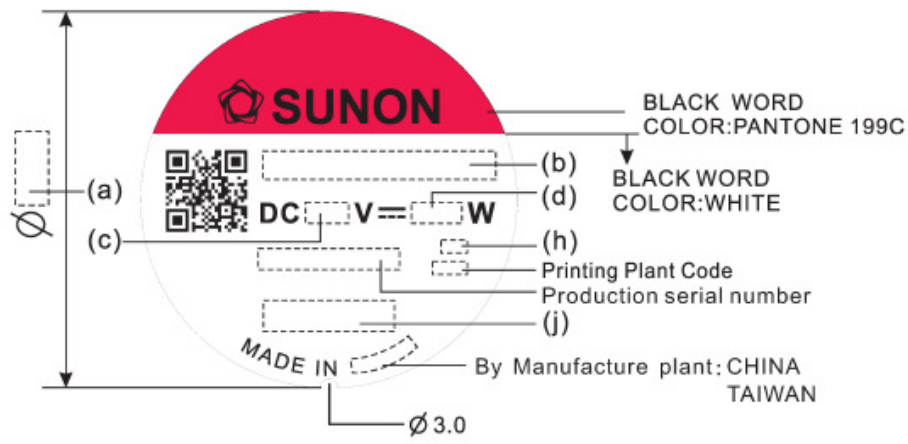 SUNON
BLACK WORD
COLOR:PANTONE 199C
BLACK WORD
COLOR:WHITE
(a)
Ø
(b)
DC V⎓ W
(d)
(c)
(h)
Printing Plant Code
Production serial number
(j)
MADE IN
By Manufacture plant: CHINA
TAIWAN
Ø 3.0